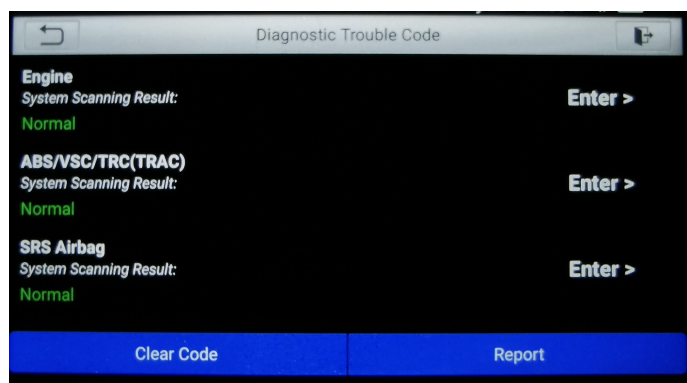 Diagnostic Trouble Code
Engine
System Scanning Result:
Enter >
Normal
ABS/VSC/TRC(TRAC)
System Scanning Result:
Enter >
Normal
SRS Airbag
System Scanning Result:
Enter >
Normal
Clear Code
Report